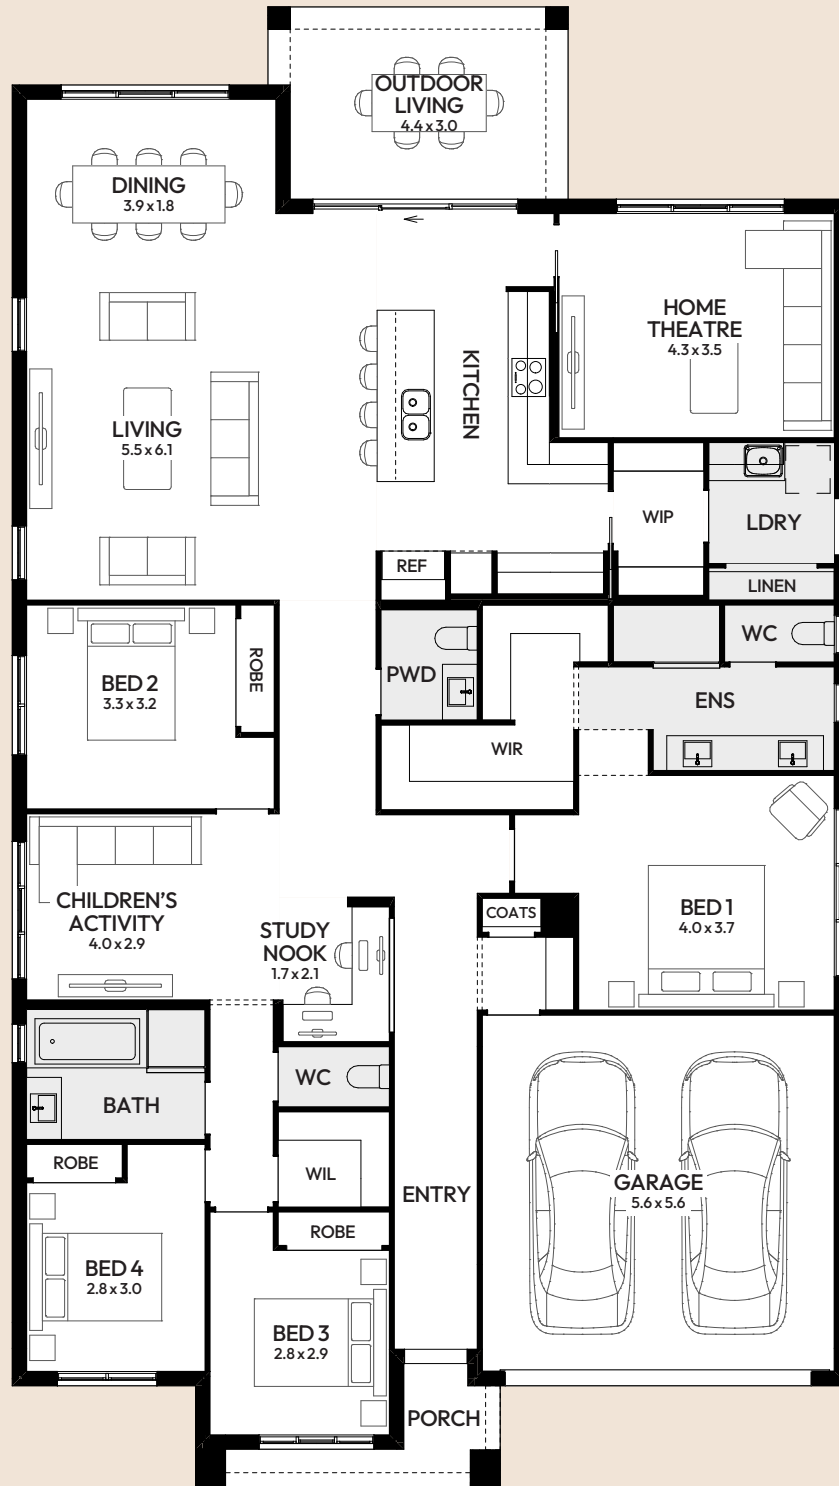 OUTDOOR
LIVING
4.4 x 3.0
DINING
3.9 x 1.8
HOME
THEATRE
4.3 x 3.5
KITCHEN
LIVING
5.5 x 6.1
WIP
LDRY
REF
LINEN
WC
BED 2
3.3 x 3.2
ROBE
PWD
ENS
WIR
CHILDREN'S
ACTIVITY
4.0 x 2.9
STUDY
NOOK
1.7 x 2.1
COATS
BED 1
4.0 x 3.7
WC
BATH
ROBE
WIL
ENTRY
GARAGE
5.6 x 5.6
ROBE
BED 4
2.8 x 3.0
BED 3
2.8 x 2.9
PORCH